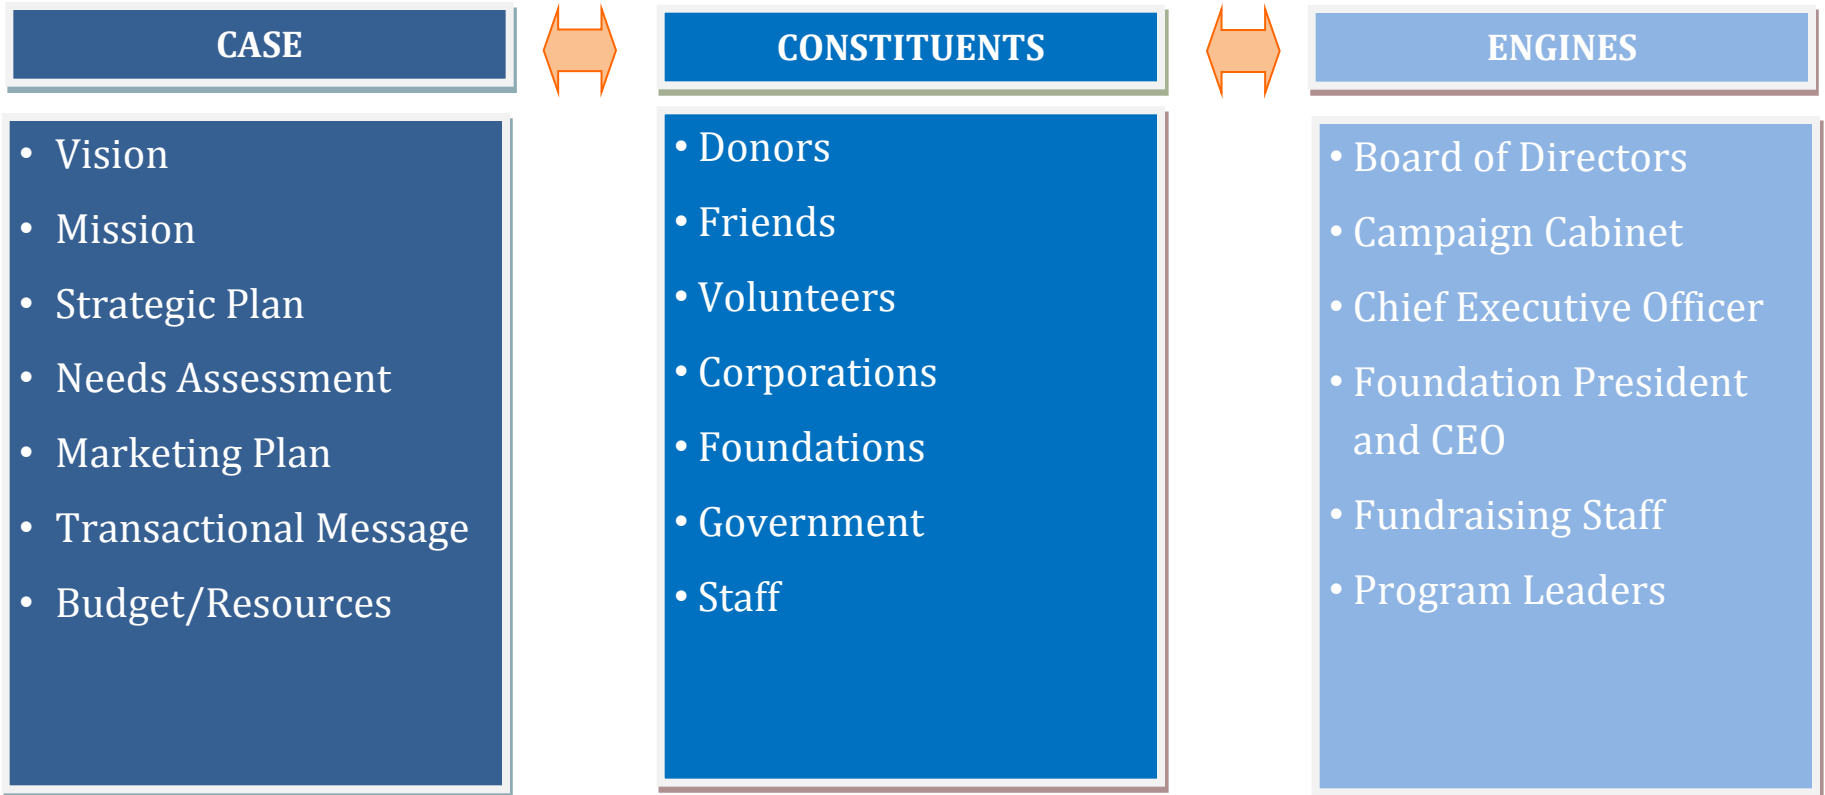 CASE
• Vision
• Mission
• Strategic Plan
• Needs Assessment
• Marketing Plan
• Transactional Message
• Budget/Resources
CONSTITUENTS
• Donors
• Friends
• Volunteers
• Corporations
• Foundations
• Government
• Staff
ENGINES
• Board of Directors
• Campaign Cabinet
• Chief Executive Officer
• Foundation President
and CEO
• Fundraising Staff
• Program Leaders